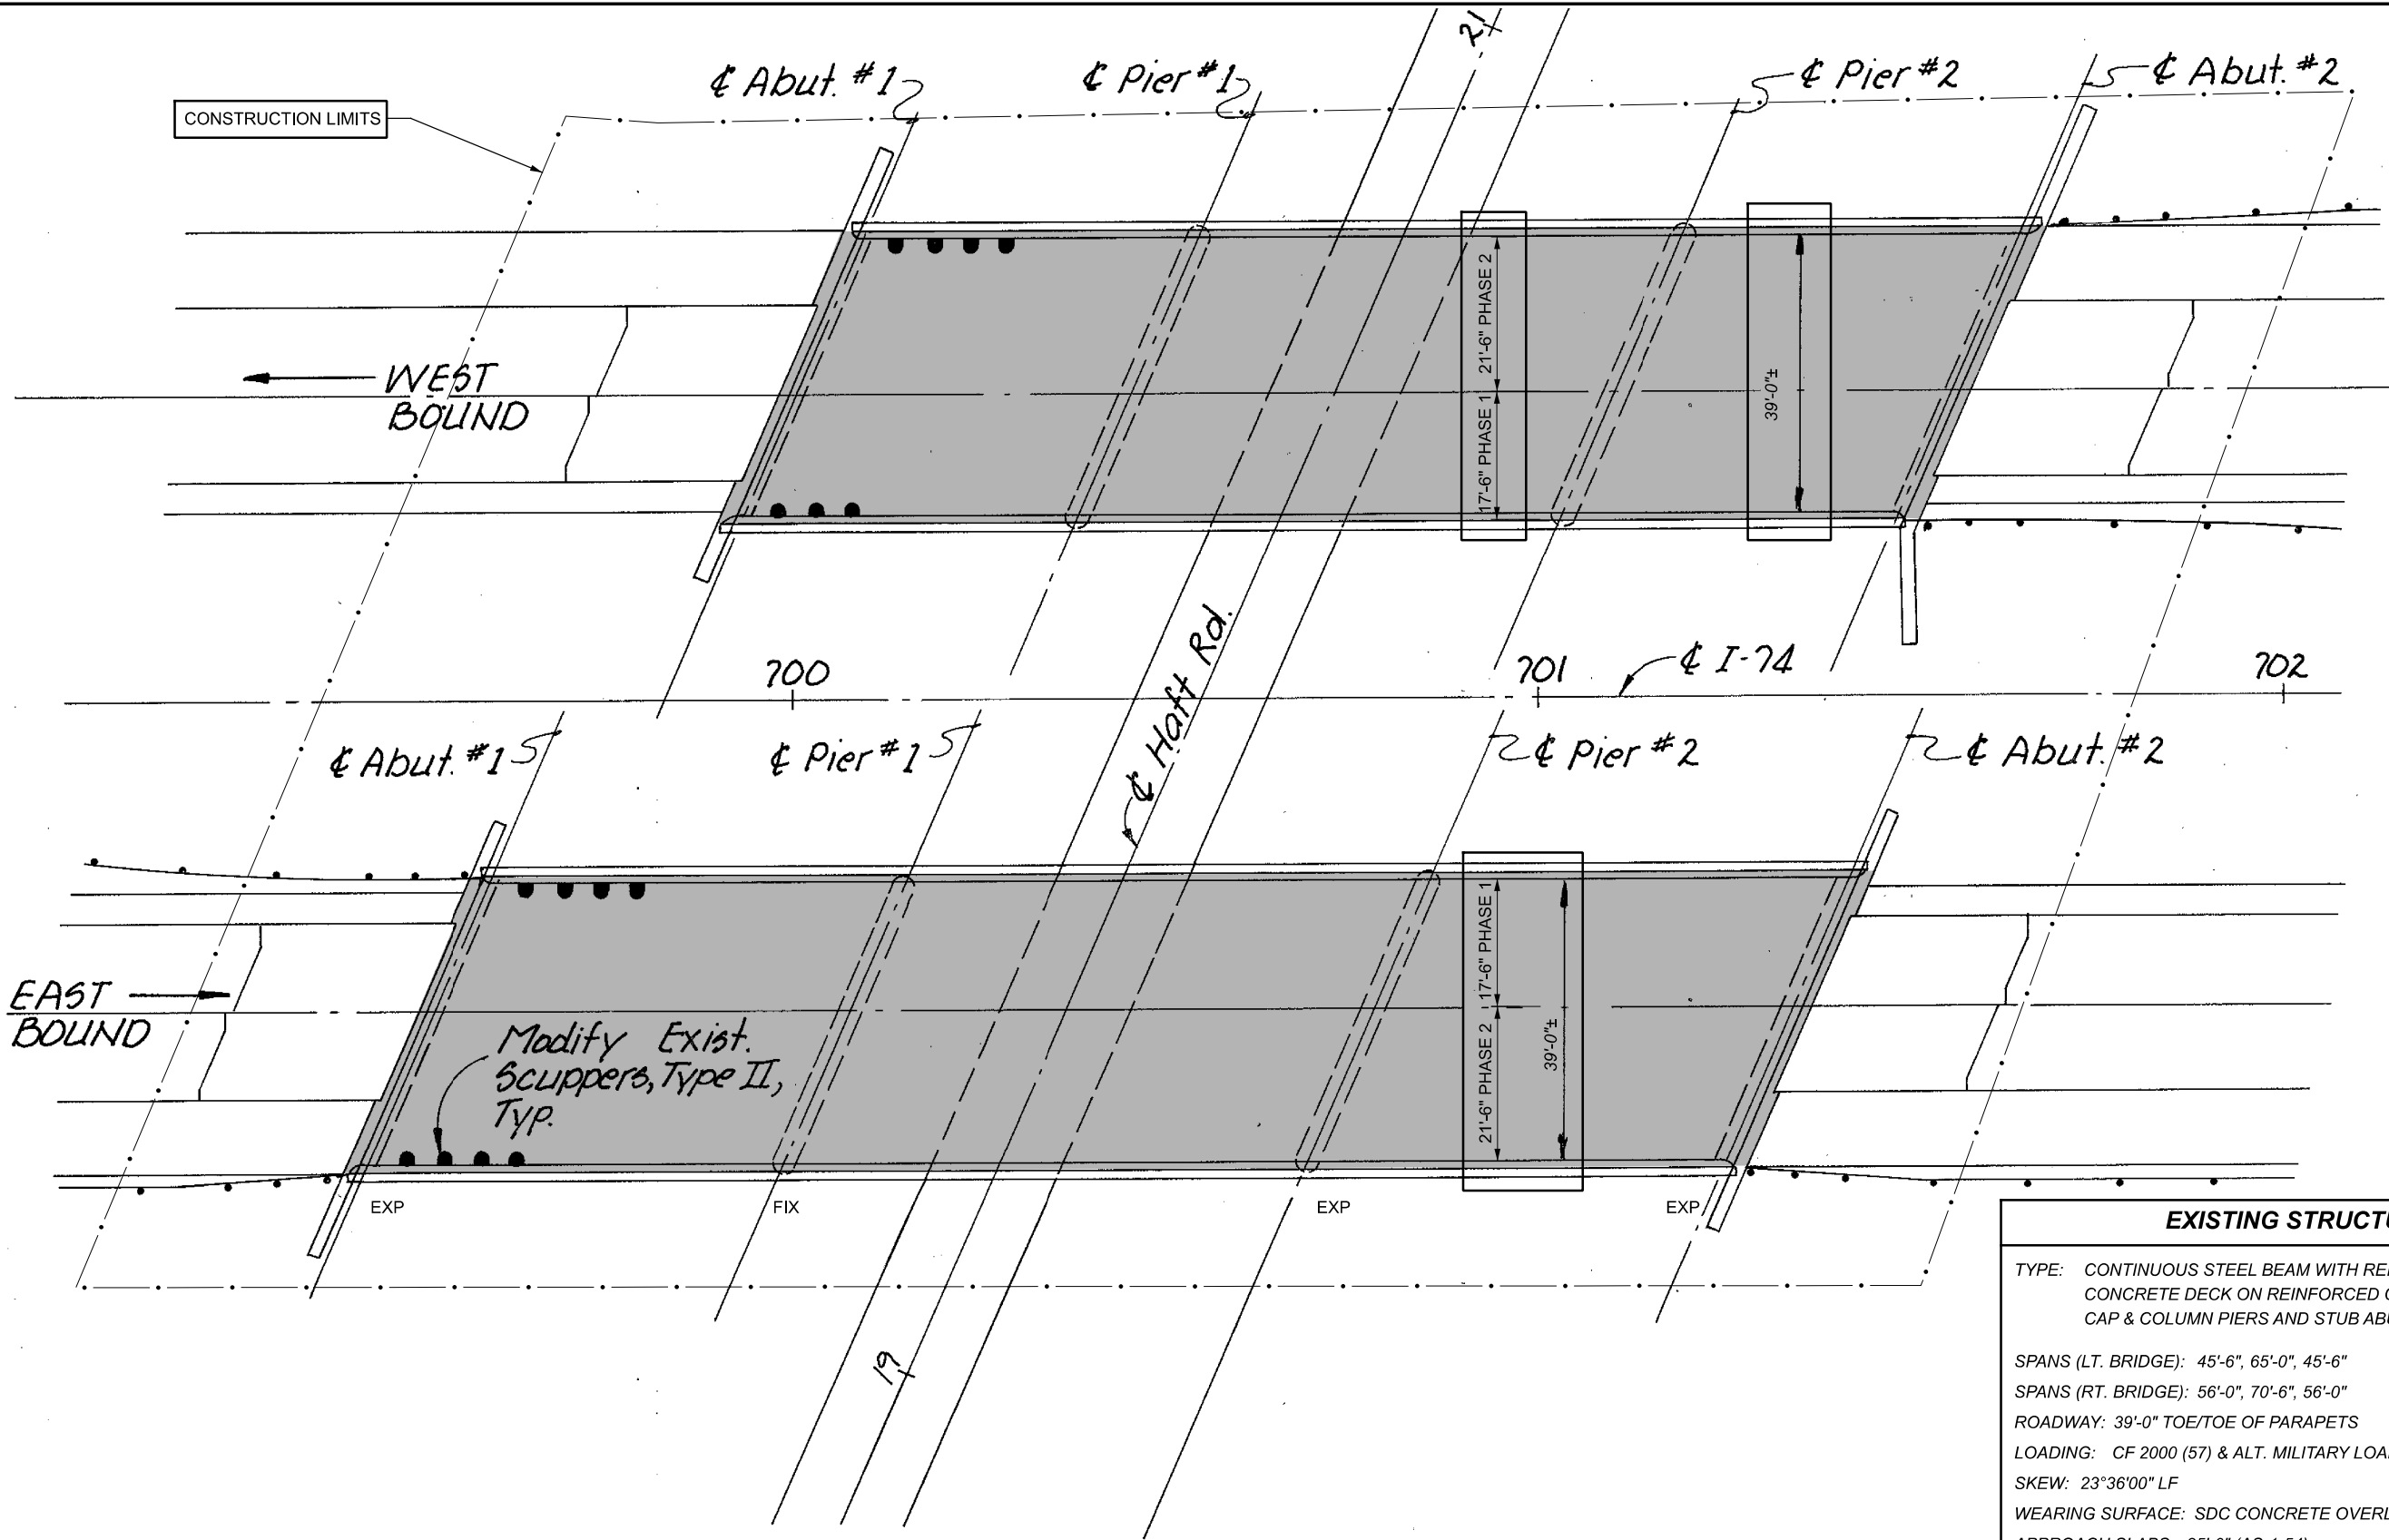 21
℄ Abut. #1
℄ Pier #1
℄ Pier #2
℄ Abut. #2
CONSTRUCTION LIMITS
21'-6" PHASE 2
17'-6" PHASE 1
39'-0"±
WEST
BOUND
℄ Haft Rd.
700
701
℄ I-74
702
℄ Abut. #1
℄ Pier #1
℄ Pier #2
℄ Abut. #2
17'-6" PHASE 1
21'-6" PHASE 2
39'-0"±
EAST
BOUND
Modify Exist.
Scuppers, Type II,
Typ.
EXP
FIX
EXP
EXP
19
EXISTING STRUCTU
TYPE: CONTINUOUS STEEL BEAM WITH REI
CONCRETE DECK ON REINFORCED
CAP & COLUMN PIERS AND STUB AB
SPANS (LT. BRIDGE): 45'-6", 65'-0", 45'-6"
SPANS (RT. BRIDGE): 56'-0", 70'-6", 56'-0"
ROADWAY: 39'-0" TOE/TOE OF PARAPETS
LOADING: CF 2000 (57) & ALT. MILITARY LOA
SKEW: 23°36'00" LF
WEARING SURFACE: SDC CONCRETE OVERL